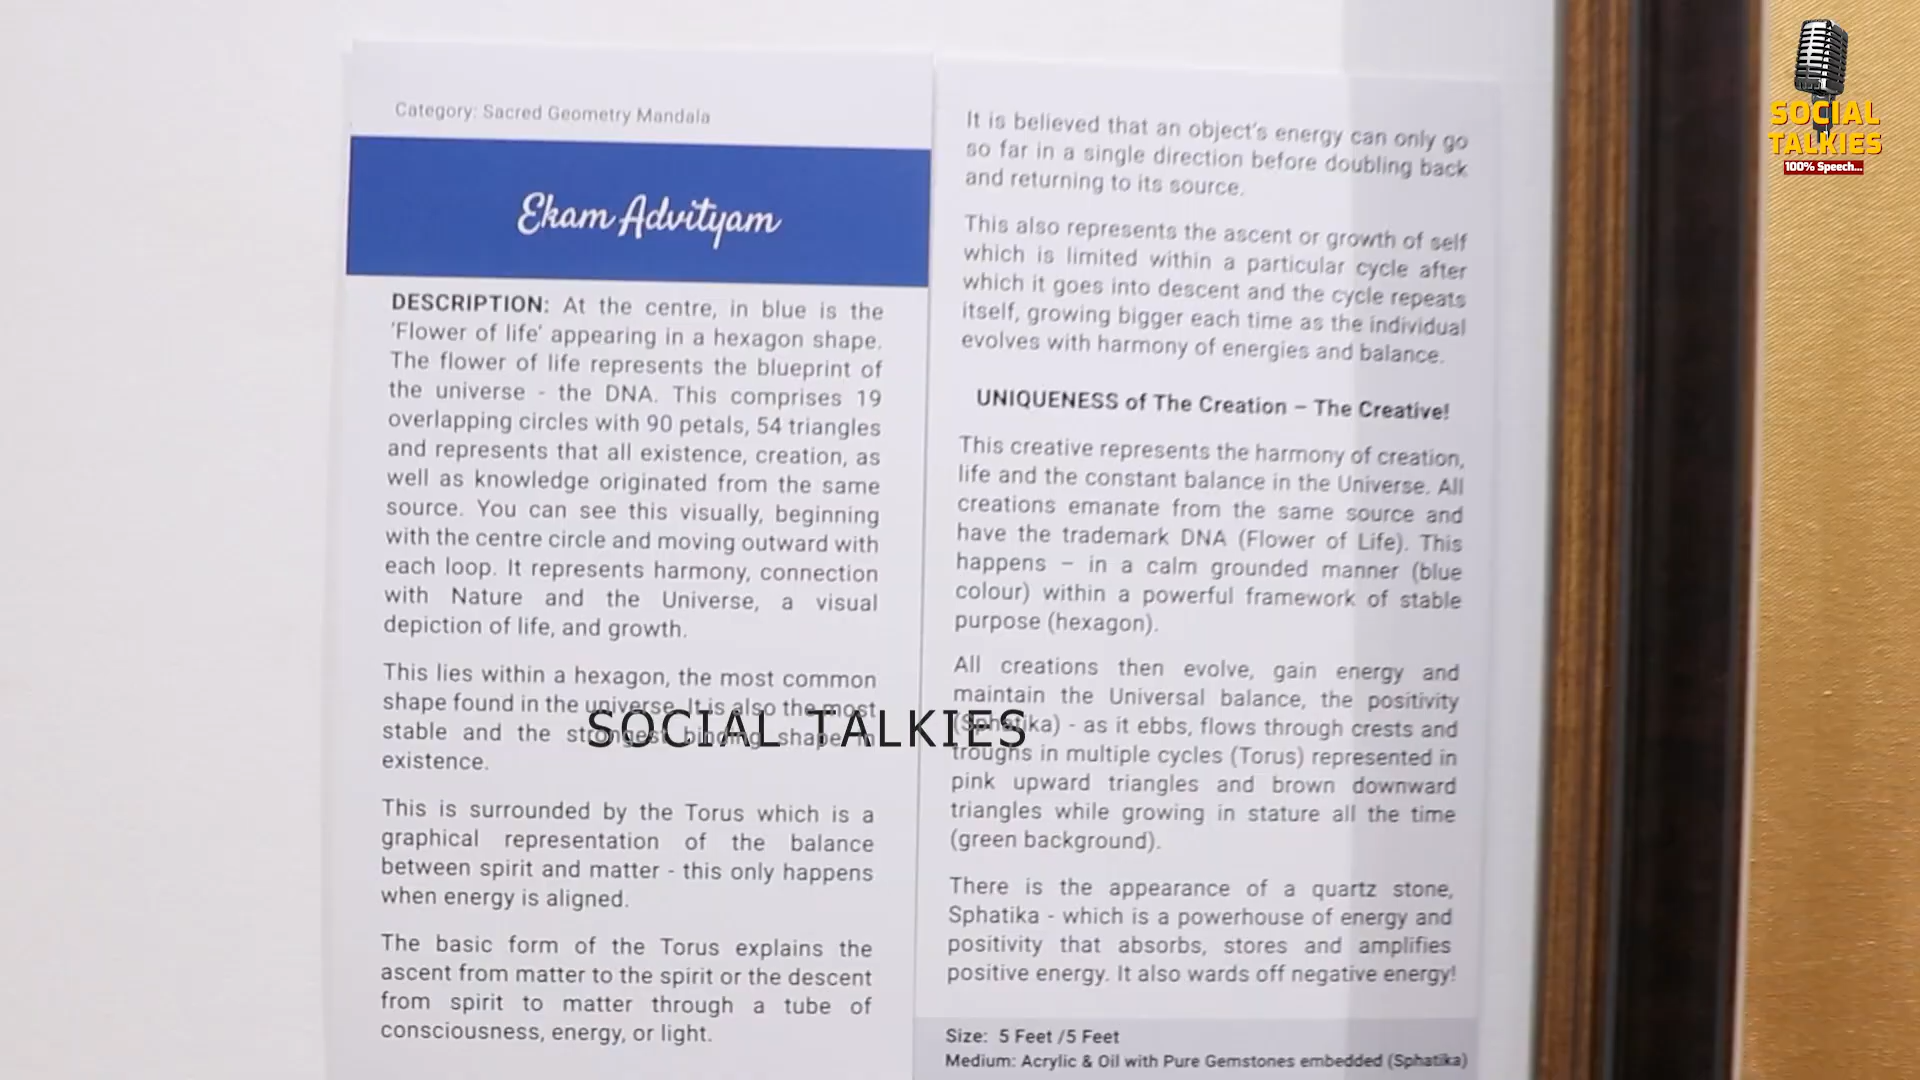 Category: Sacred Geometry Mandala
Ekam Advityam
DESCRIPTION: At the centre, in blue is the
'Flower of life' appearing in a hexagon shape.
The flower of life represents the blueprint of
the universe - the DNA. This comprises 19
overlapping circles with 90 petals, 54 triangles
and represents that all existence, creation, as
well as knowledge originated from the same
source. You can see this visually, beginning
with the centre circle and moving outward with
each loop. It represents harmony, connection
with Nature and the Universe, a visual
depiction of life, and growth.
This lies within a hexagon, the most common
shape found in the universe. It is also the most
stable and the strongest binding shape in
existence.
This is surrounded by the Torus which is a
graphical representation of the balance
between spirit and matter - this only happens
when energy is aligned.
The basic form of the Torus explains the
ascent from matter to the spirit or the descent
from spirit to matter through a tube of
consciousness, energy, or light.
It is believed that an object's energy can only go
so far in a single direction before doubling back
and returning to its source.
This also represents the ascent or growth of self
which is limited within a particular cycle after
which it goes into descent and the cycle repeats
itself, growing bigger each time as the individual
evolves with harmony of energies and balance.
UNIQUENESS of The Creation – The Creative!
This creative represents the harmony of creation,
life and the constant balance in the Universe. All
creations emanate from the same source and
have the trademark DNA (Flower of Life). This
happens – in a calm grounded manner (blue
colour) within a powerful framework of stable
purpose (hexagon).
All creations then evolve, gain energy and
maintain the Universal balance, the positivity
(Sphatika) - as it ebbs, flows through crests and
troughs in multiple cycles (Torus) represented in
pink upward triangles and brown downward
triangles while growing in stature all the time
(green background).
There is the appearance of a quartz stone,
Sphatika - which is a powerhouse of energy and
positivity that absorbs, stores and amplifies
positive energy. It also wards off negative energy!
Size: 5 Feet /5 Feet
Medium: Acrylic & Oil with Pure Gemstones embedded (Sphatika)
SOCIAL TALKIES
SOCIAL
TALKIES
100% Speech...